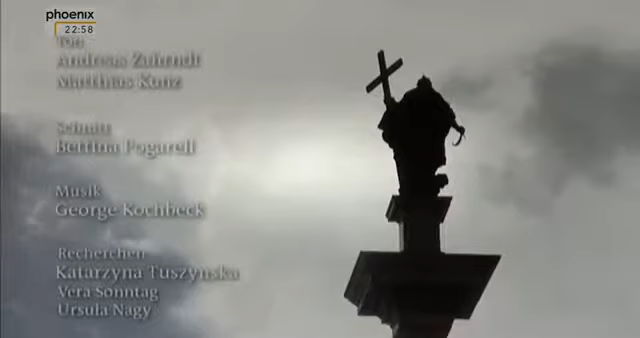 phoenix
22:58
Ton
Andreas Zuirndt
Matthias Kunz
Schnitt
Bettina Pogarell
Musik
George Kochbeck
Recherchen
Katarzyna Tuszynska
Vera Sonntag
Ursula Nagy